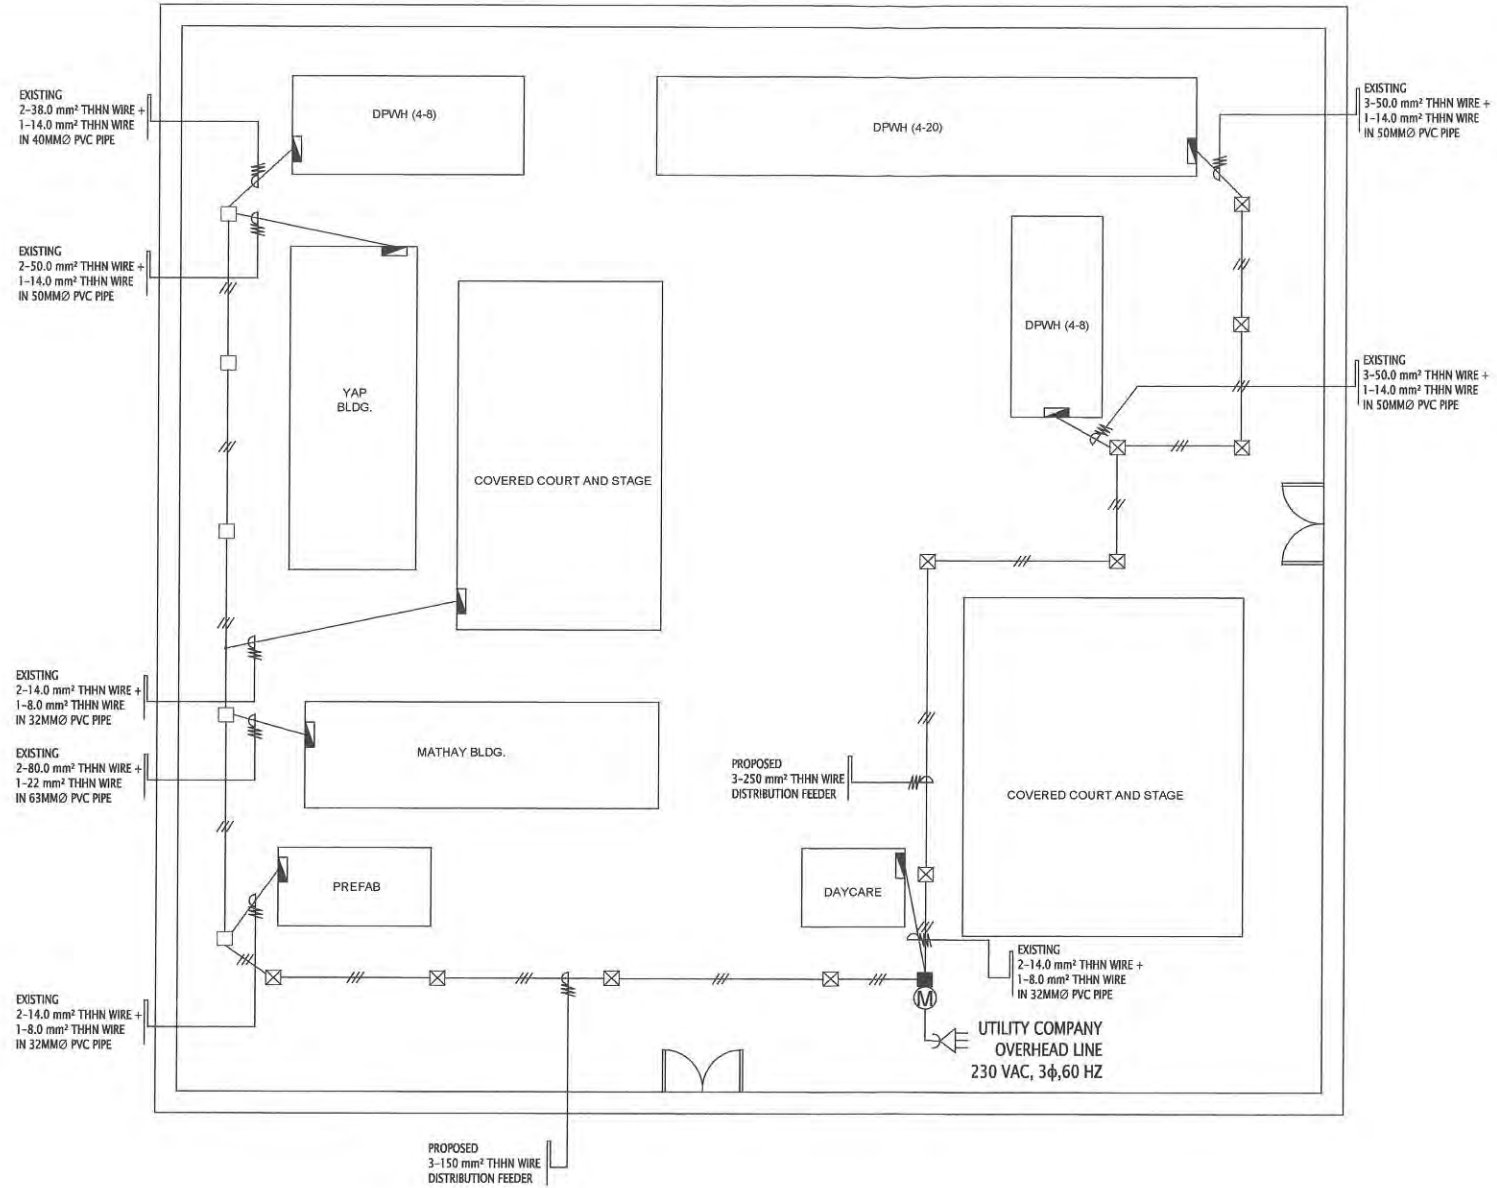 EXISTING
2-38.0 mm² THHN WIRE +
1-14.0 mm² THHN WIRE
IN 40MMØ PVC PIPE
DPWH (4-8)
DPWH (4-20)
EXISTING
3-50.0 mm² THHN WIRE +
1-14.0 mm² THHN WIRE
IN 50MMØ PVC PIPE
EXISTING
2-50.0 mm² THHN WIRE +
1-14.0 mm² THHN WIRE
IN 50MMØ PVC PIPE
DPWH (4-8)
EXISTING
3-50.0 mm² THHN WIRE +
1-14.0 mm² THHN WIRE
IN 50MMØ PVC PIPE
YAP
BLDG.
COVERED COURT AND STAGE
EXISTING
2-14.0 mm² THHN WIRE +
1-8.0 mm² THHN WIRE
IN 32MMØ PVC PIPE
EXISTING
2-80.0 mm² THHN WIRE +
1-22 mm² THHN WIRE
IN 63MMØ PVC PIPE
MATHAY BLDG.
PROPOSED
3-250 mm² THHN WIRE
DISTRIBUTION FEEDER
COVERED COURT AND STAGE
PREFAB
DAYCARE
EXISTING
2-14.0 mm² THHN WIRE +
1-8.0 mm² THHN WIRE
IN 32MMØ PVC PIPE
EXISTING
2-14.0 mm² THHN WIRE +
1-8.0 mm² THHN WIRE
IN 32MMØ PVC PIPE
M
UTILITY COMPANY
OVERHEAD LINE
230 VAC, 3ϕ,60 HZ
PROPOSED
3-150 mm² THHN WIRE
DISTRIBUTION FEEDER